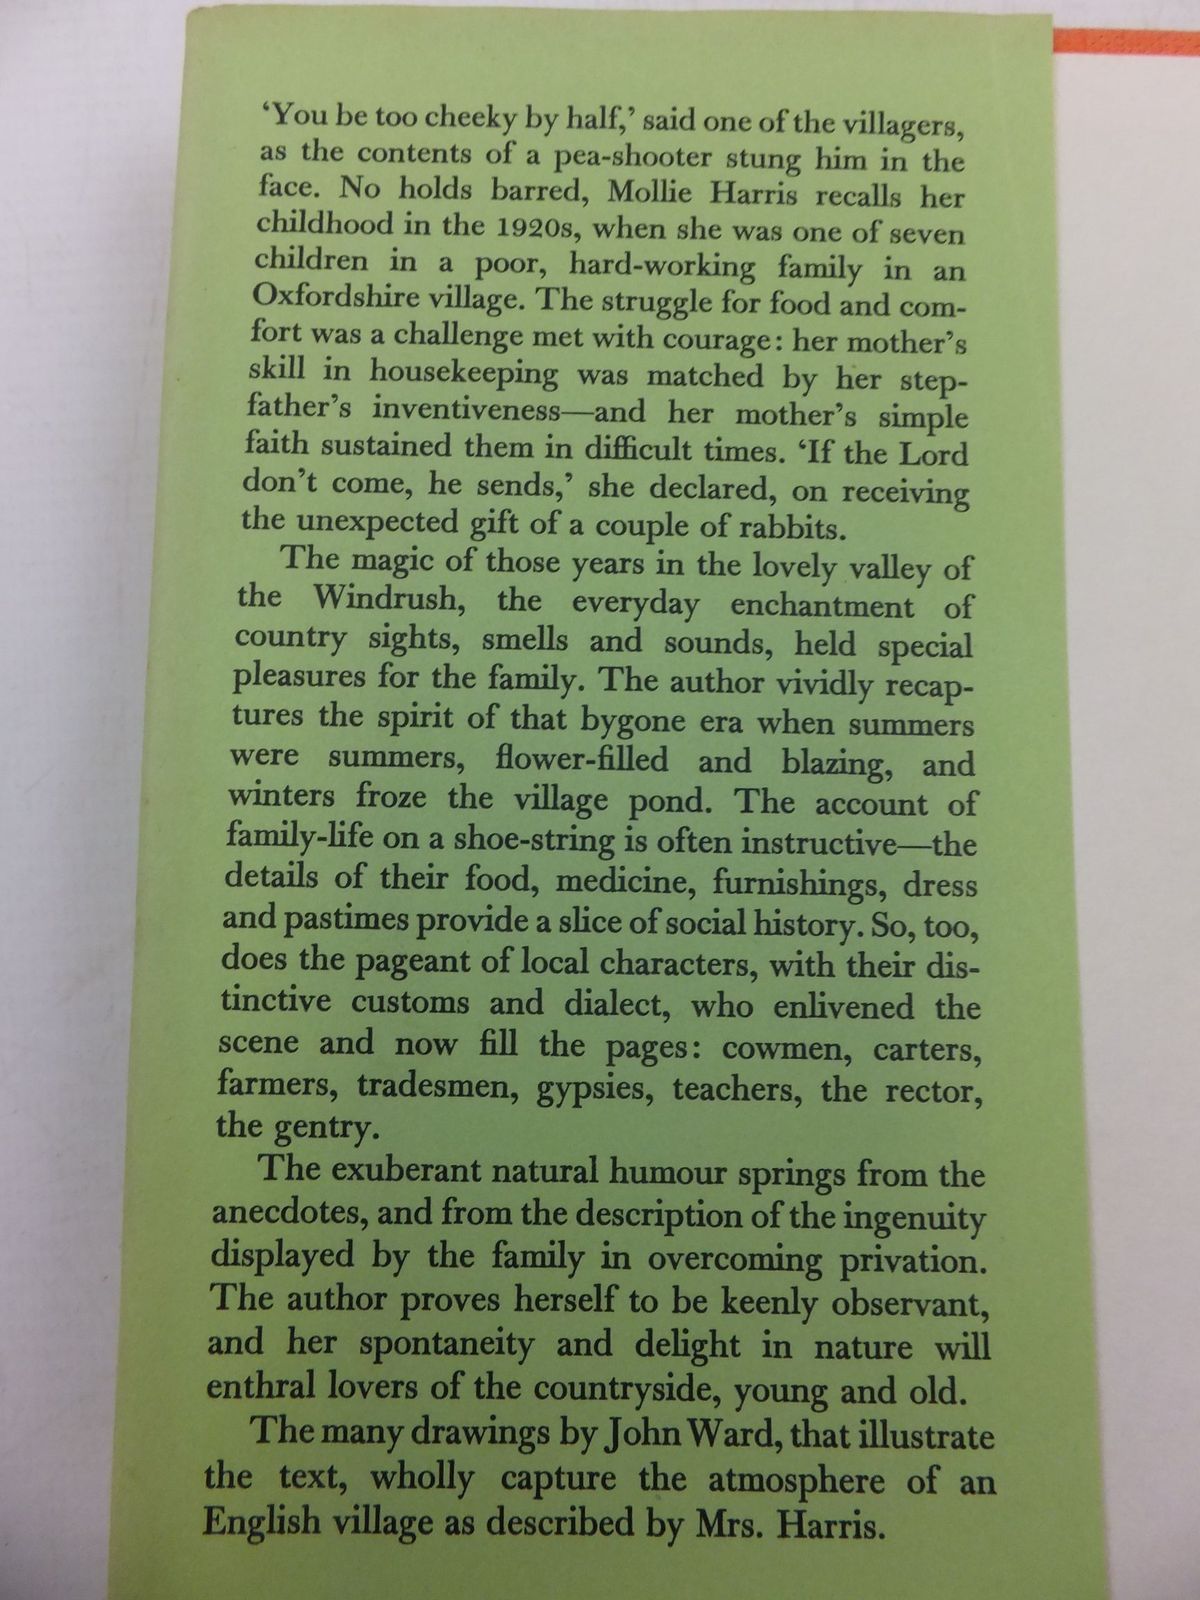 ‘You be too cheeky by half,’ said one of the villagers,
as the contents of a pea-shooter stung him in the
face. No holds barred, Mollie Harris recalls her
childhood in the 1920s, when she was one of seven
children in a poor, hard-working family in an
Oxfordshire village. The struggle for food and com-
fort was a challenge met with courage: her mother’s
skill in housekeeping was matched by her step-
father’s inventiveness—and her mother’s simple
faith sustained them in difficult times. ‘If the Lord
don’t come, he sends,’ she declared, on receiving
the unexpected gift of a couple of rabbits.
The magic of those years in the lovely valley of
the Windrush, the everyday enchantment of
country sights, smells and sounds, held special
pleasures for the family. The author vividly recap-
tures the spirit of that bygone era when summers
were summers, flower-filled and blazing, and
winters froze the village pond. The account of
family-life on a shoe-string is often instructive—the
details of their food, medicine, furnishings, dress
and pastimes provide a slice of social history. So, too,
does the pageant of local characters, with their dis-
tinctive customs and dialect, who enlivened the
scene and now fill the pages: cowmen, carters,
farmers, tradesmen, gypsies, teachers, the rector,
the gentry.
The exuberant natural humour springs from the
anecdotes, and from the description of the ingenuity
displayed by the family in overcoming privation.
The author proves herself to be keenly observant,
and her spontaneity and delight in nature will
enthral lovers of the countryside, young and old.
The many drawings by John Ward, that illustrate
the text, wholly capture the atmosphere of an
English village as described by Mrs. Harris.